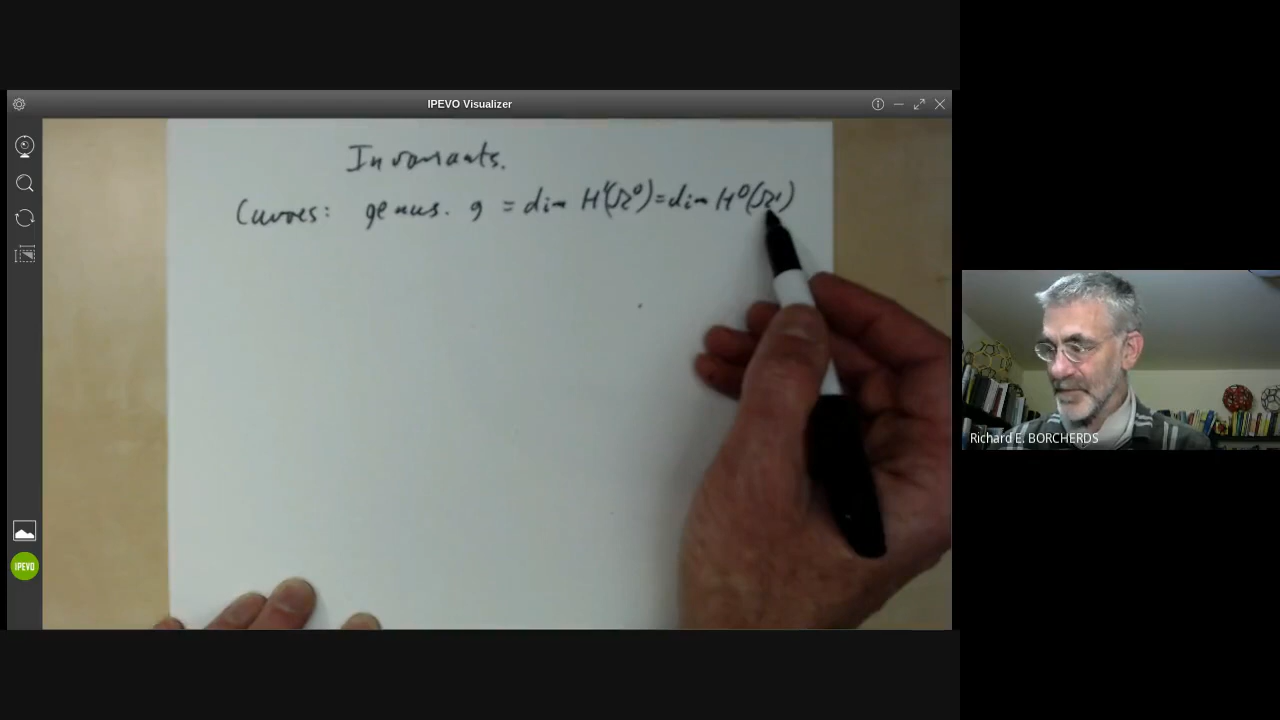 IPEVO Visualizer
Invariants.
Curves: genus. g = dim H¹(Ω⁰) = dim H⁰(Ω¹)
Richard E. BORCHERDS
IPEVO